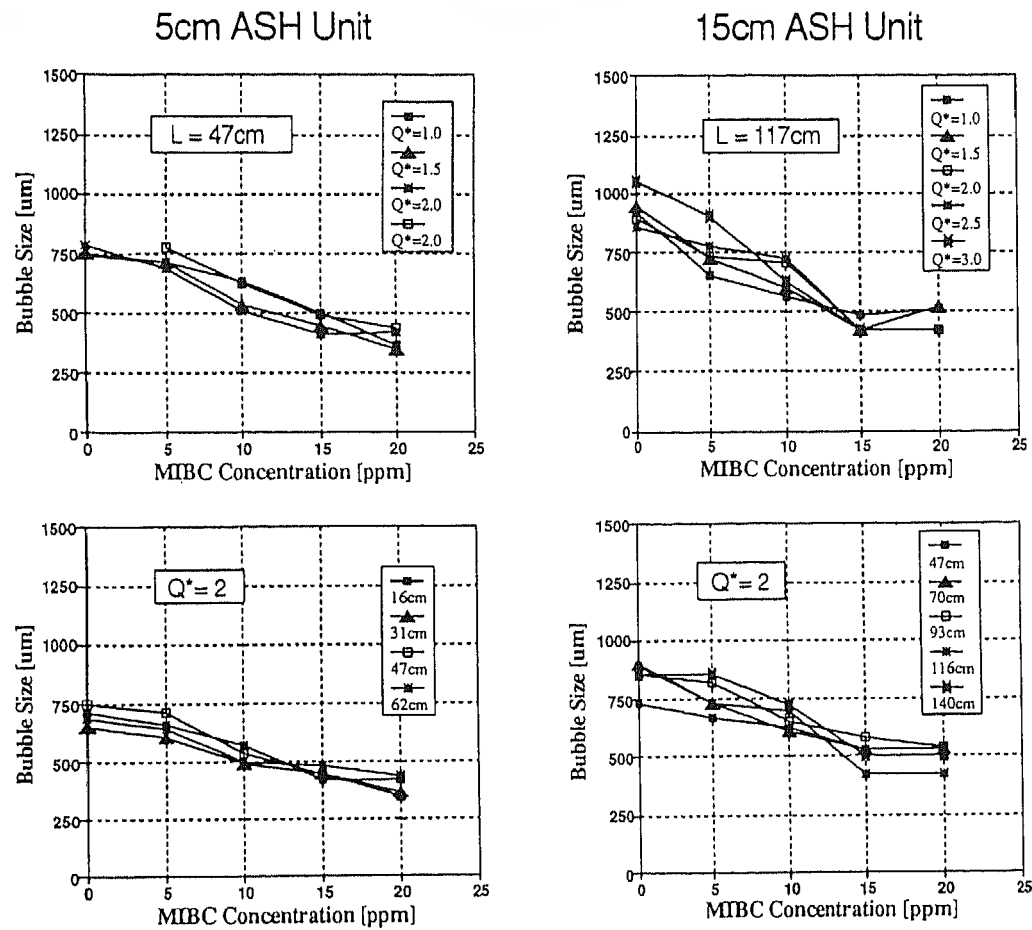 5cm ASH Unit
15cm ASH Unit
1500
1250
1000
750
500
250
0
Bubble Size [um]
L = 47cm
Q*=1.0
Q*=1.5
Q*=2.0
Q*=2.0
0 5 10 15 20 25
MIBC Concentration [ppm]
1500
1250
1000
750
500
250
0
Bubble Size [um]
L = 117cm
Q*=1.0
Q*=1.5
Q*=2.0
Q*=2.5
Q*=3.0
0 5 10 15 20 25
MIBC Concentration [ppm]
1500
1250
1000
750
500
250
0
Bubble Size [um]
Q*= 2
16cm
31cm
47cm
62cm
0 5 10 15 20 25
MIBC Concentration [ppm]
1500
1250
1000
750
500
250
0
Bubble Size [um]
Q*= 2
47cm
70cm
93cm
116cm
140cm
0 5 10 15 20 25
MIBC Concentration [ppm]